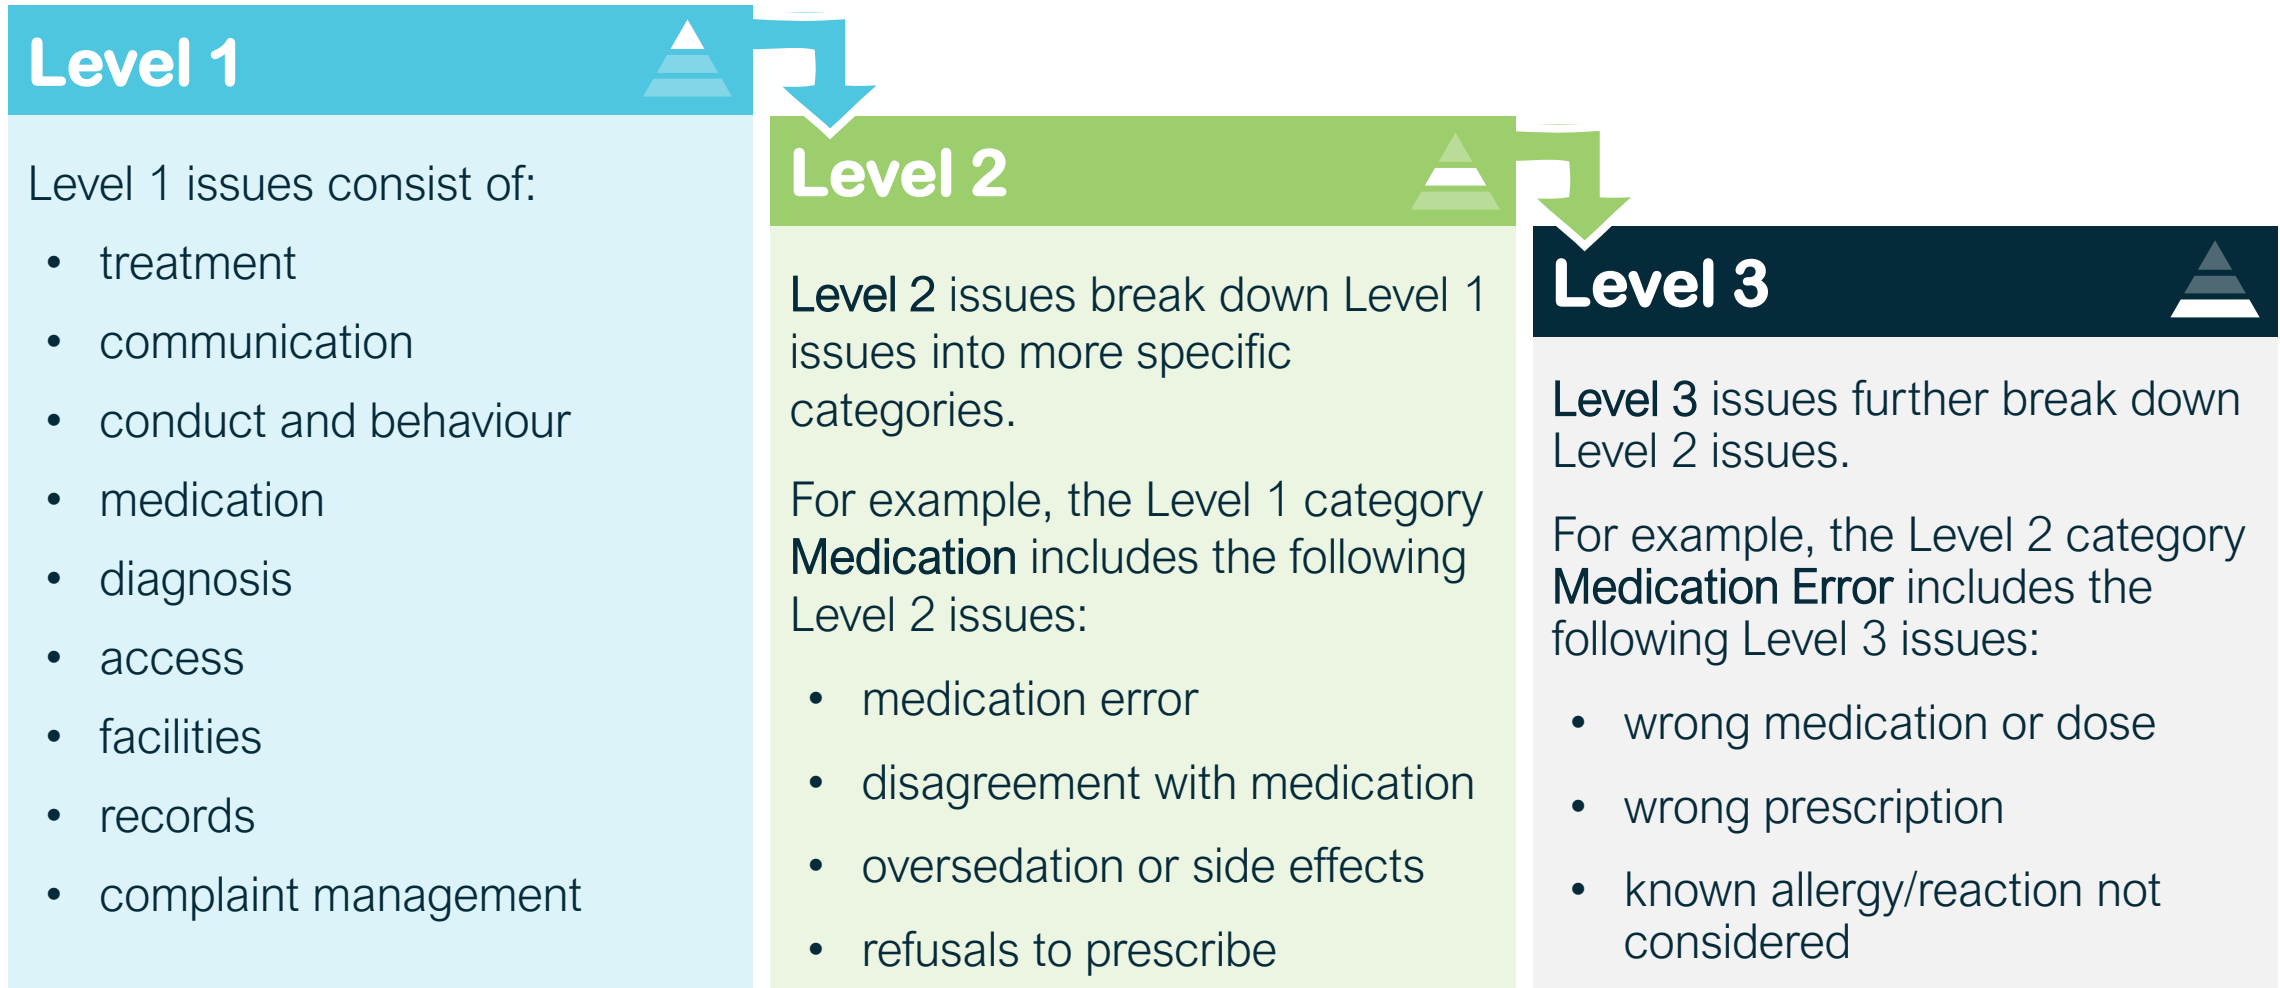 Level 1
Level 1 issues consist of:
• treatment
• communication
• conduct and behaviour
• medication
• diagnosis
• access
• facilities
• records
• complaint management
Level 2
Level 2 issues break down Level 1
issues into more specific
categories.
For example, the Level 1 category
Medication includes the following
Level 2 issues:
• medication error
• disagreement with medication
• oversedation or side effects
• refusals to prescribe
Level 3
Level 3 issues further break down
Level 2 issues.
For example, the Level 2 category
Medication Error includes the
following Level 3 issues:
• wrong medication or dose
• wrong prescription
• known allergy/reaction not
considered